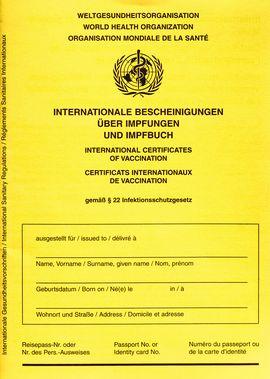 WELTGESUNDHEITSORGANISATION
WORLD HEALTH ORGANIZATION
ORGANISATION MONDIALE DE LA SANTÉ
INTERNATIONALE BESCHEINIGUNGEN
ÜBER IMPFUNGEN
UND IMPFBUCH
INTERNATIONAL CERTIFICATES
OF VACCINATION
CERTIFICATS INTERNATIONAUX
DE VACCINATION
gemäß § 22 Infektionsschutzgesetz
ausgestellt für / issued to / délivré à
Name, Vorname / Surname, given name / Nom, prénom
Geburtsdatum / Born on / Né(e) le in / à
Wohnort und Straße / Address / Domicile et adresse
Reisepass-Nr. oder Passport No. or Numéro du passeport ou
Nr. des Pers.-Ausweises Identity card No. de la carte d'identité
Internationale Gesundheitsvorschriften / International Sanitary Regulations / Règlements Sanitaires Internationaux